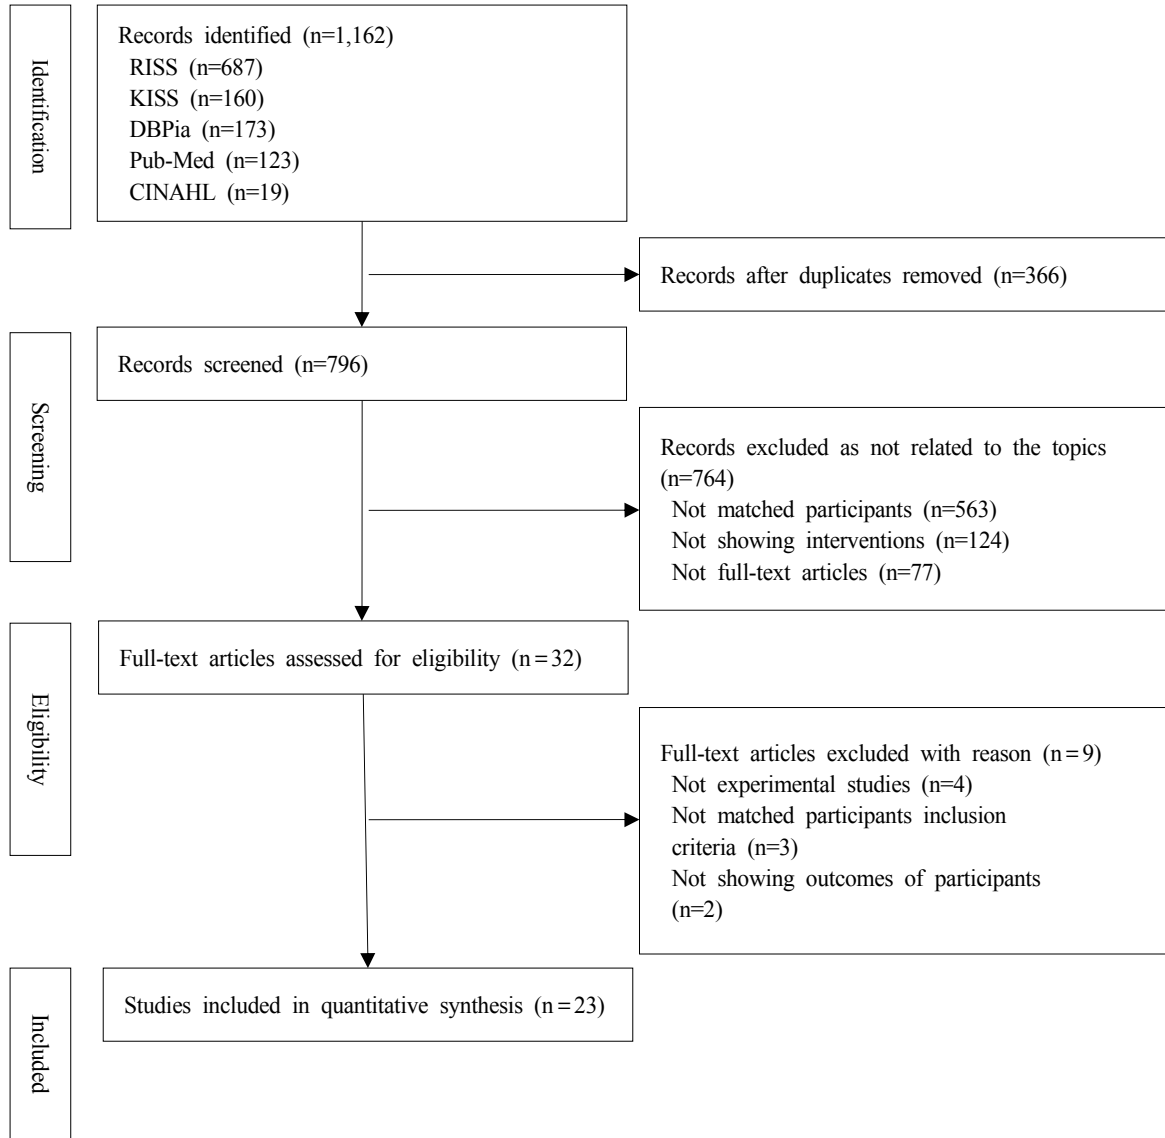 Identification
Records identified (n=1,162)
RISS (n=687)
KISS (n=160)
DBPia (n=173)
Pub-Med (n=123)
CINAHL (n=19)
Records after duplicates removed (n=366)
Screening
Records screened (n=796)
Records excluded as not related to the topics
(n=764)
Not matched participants (n=563)
Not showing interventions (n=124)
Not full-text articles (n=77)
Eligibility
Full-text articles assessed for eligibility (n=32)
Full-text articles excluded with reason (n=9)
Not experimental studies (n=4)
Not matched participants inclusion
criteria (n=3)
Not showing outcomes of participants
(n=2)
Included
Studies included in quantitative synthesis (n=23)